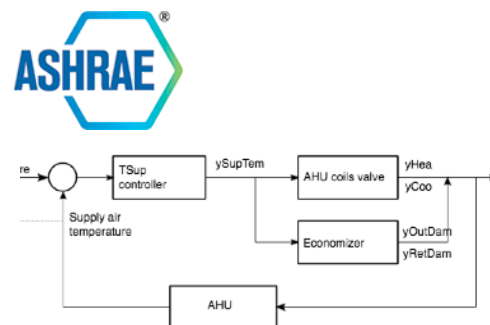 ®
ASHRAE
re
TSup
controller
ySupTem
AHU coils valve
yHea
yCoo
Supply air
temperature
Economizer
yOutDam
yRetDam
AHU